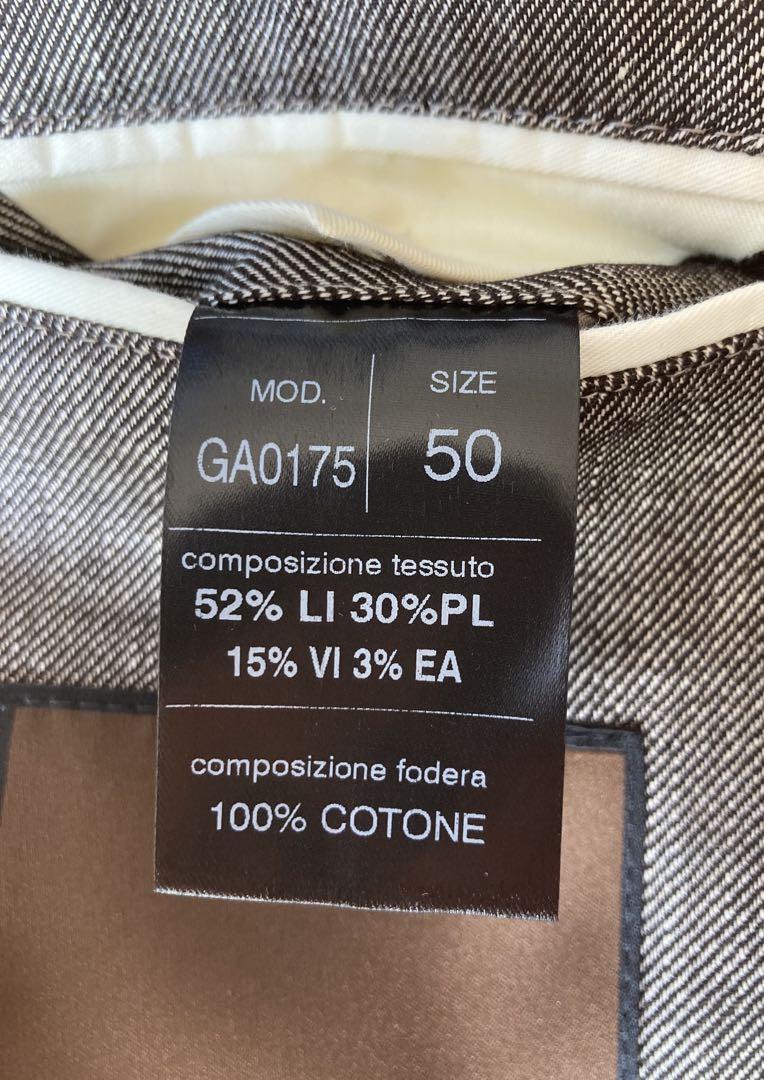 MOD.
GA0175
SIZE
50
composizione tessuto
52% LI 30%PL
15% VI 3% EA
composizione fodera
100% COTONE